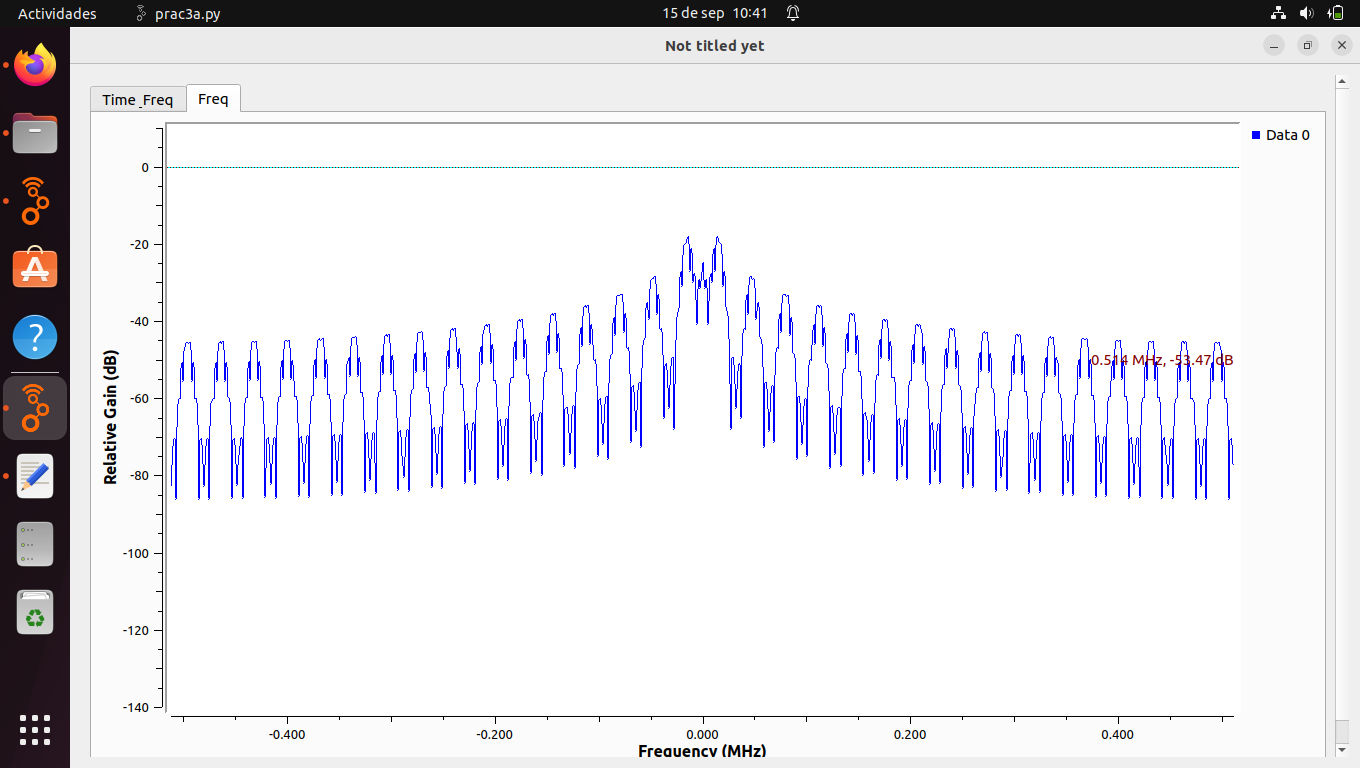 Actividades
prac3a.py
15 de sep 10:41
Not titled yet
Time_Freq
Freq
Data 0
0
-20
-40
-60
-80
-100
-120
-140
Relative Gain (dB)
0.514 MHz, -53.47 dB
-0.400
-0.200
0.000
0.200
0.400
Frequency (MHz)